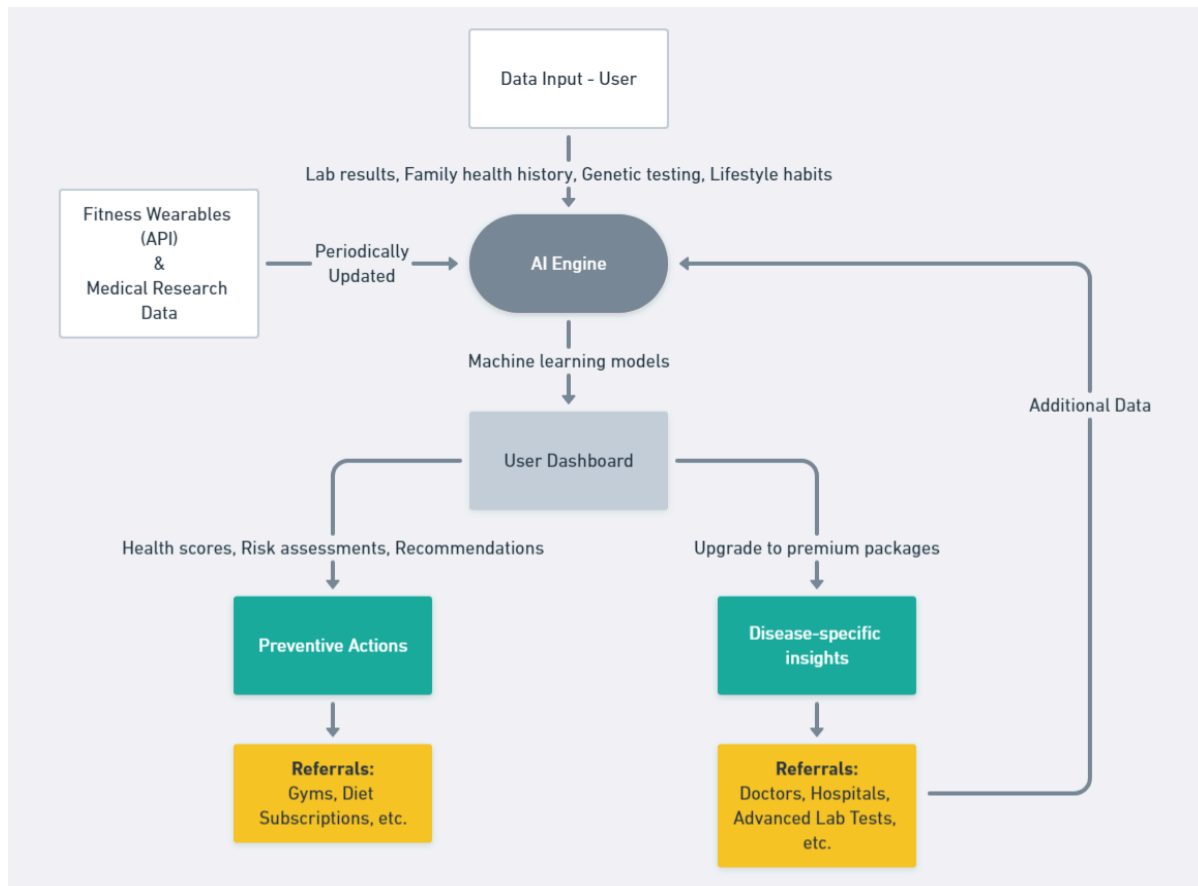 Data Input - User
Lab results, Family health history, Genetic testing, Lifestyle habits
Fitness Wearables
(API)
&
Medical Research
Data
Periodically
Updated
AI Engine
Machine learning models
Additional Data
User Dashboard
Health scores, Risk assessments, Recommendations
Upgrade to premium packages
Preventive Actions
Disease-specific
insights
Referrals:
Gyms, Diet
Subscriptions, etc.
Referrals:
Doctors, Hospitals,
Advanced Lab Tests,
etc.